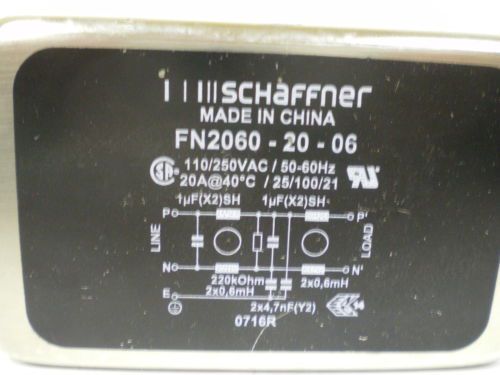 SCHAFFNER
MADE IN CHINA
FN2060 - 20 - 06
110/250VAC / 50-60Hz
20A@40°C / 25/100/21
1µF(X2)SH 1µF(X2)SH
P P'
LINE LOAD
N N'
220kOhm 2x0,6mH
2x0,6mH
E
2x4,7nF(Y2)
0716R